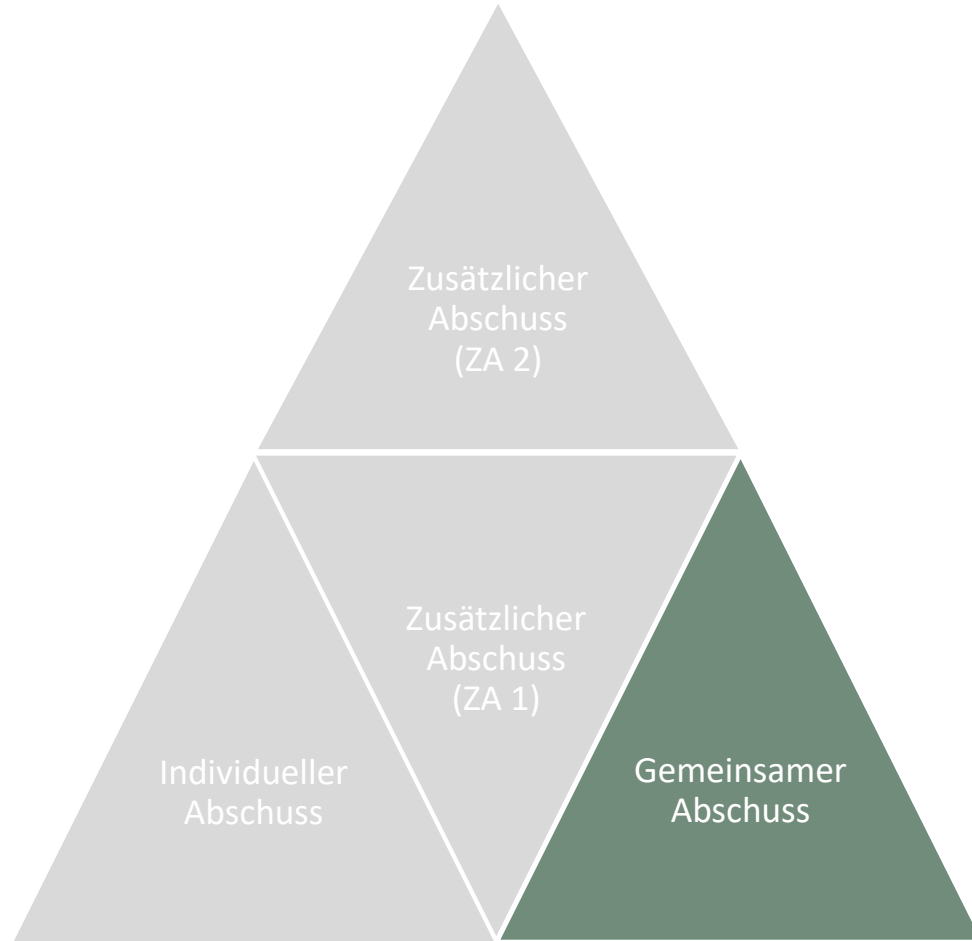 Zusätzlicher
Abschuss
(ZA 2)
Zusätzlicher
Abschuss
(ZA 1)
Individueller
Abschuss
Gemeinsamer
Abschuss